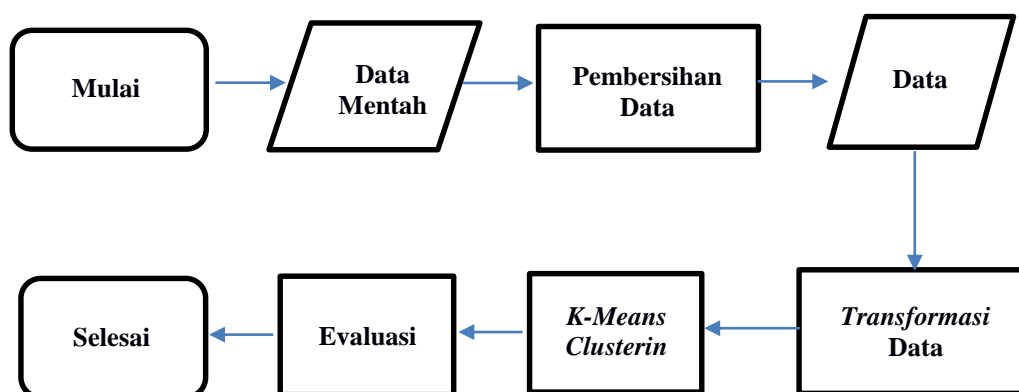 Mulai
Data
Mentah
Pembersihan
Data
Data
Transformasi
Data
K-Means
Clusterin
Evaluasi
Selesai